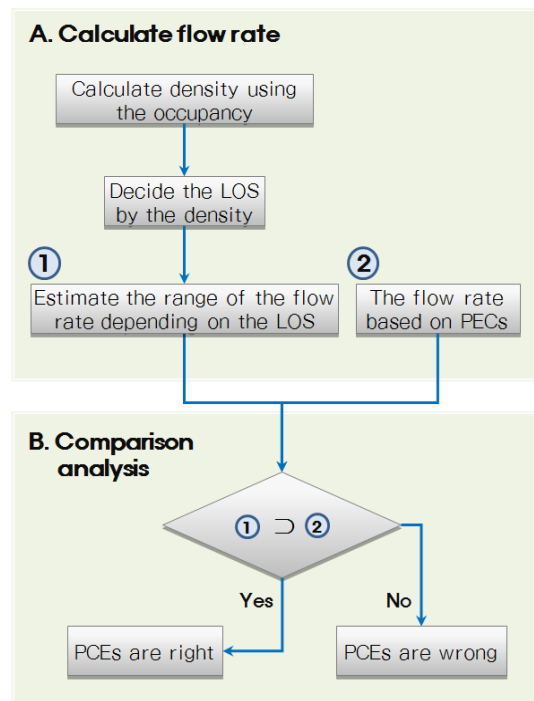 A. Calculate flow rate
Calculate density using
the occupancy
Decide the LOS
by the density
①
②
Estimate the range of the flow
rate depending on the LOS
The flow rate
based on PECs
B. Comparison
analysis
① ⊃ ②
Yes
No
PCEs are right
PCEs are wrong